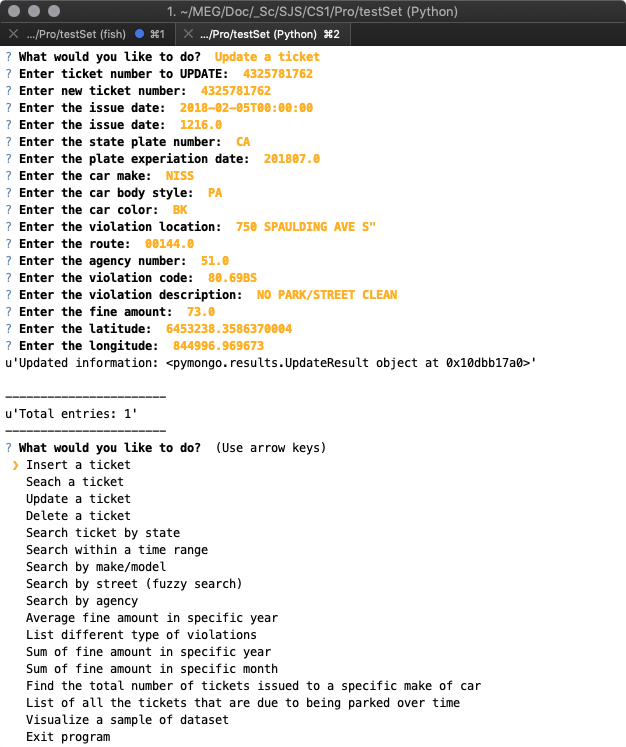 1. ~/MEG/Doc/_Sc/SJS/CS1/Pro/testSet (Python)
× .../Pro/testSet (fish) ⌘1 × .../Pro/testSet (Python) ⌘2
? What would you like to do? Update a ticket
? Enter ticket number to UPDATE: 4325781762
? Enter new ticket number: 4325781762
? Enter the issue date: 2018-02-05T00:00:00
? Enter the issue date: 1216.0
? Enter the state plate number: CA
? Enter the plate experiation date: 201807.0
? Enter the car make: NISS
? Enter the car body style: PA
? Enter the car color: BK
? Enter the violation location: 750 SPAULDING AVE S"
? Enter the route: 00144.0
? Enter the agency number: 51.0
? Enter the violation code: 80.69BS
? Enter the violation description: NO PARK/STREET CLEAN
? Enter the fine amount: 73.0
? Enter the latitude: 6453238.3586370004
? Enter the longitude: 844996.969673
u'Updated information: <pymongo.results.UpdateResult object at 0x10dbb17a0>'
-----------------------
u'Total entries: 1'
-----------------------
? What would you like to do? (Use arrow keys)
❯ Insert a ticket
Seach a ticket
Update a ticket
Delete a ticket
Search ticket by state
Search within a time range
Search by make/model
Search by street (fuzzy search)
Search by agency
Average fine amount in specific year
List different type of violations
Sum of fine amount in specific year
Sum of fine amount in specific month
Find the total number of tickets issued to a specific make of car
List of all the tickets that are due to being parked over time
Visualize a sample of dataset
Exit program